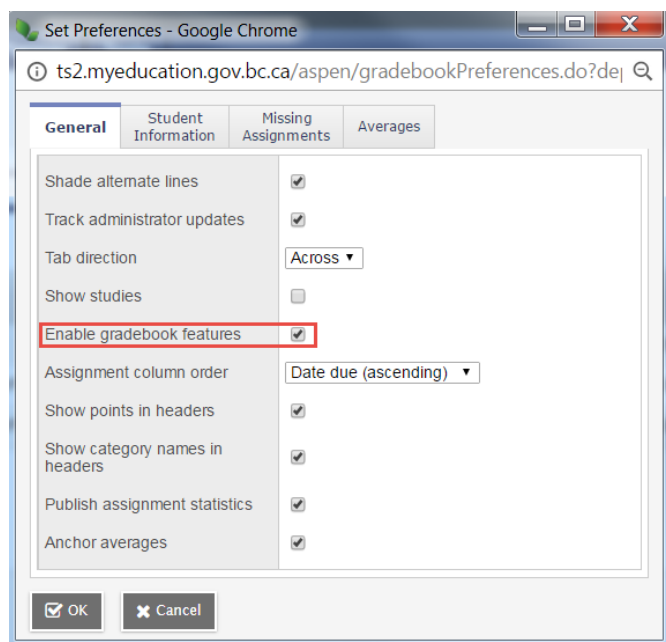 Set Preferences - Google Chrome
ts2.myeducation.gov.bc.ca/aspen/gradebookPreferences.do?dej
General
Student
Information
Missing
Assignments
Averages
Shade alternate lines
Track administrator updates
Tab direction
Across
Show studies
Enable gradebook features
Assignment column order
Date due (ascending)
Show points in headers
Show category names in
headers
Publish assignment statistics
Anchor averages
OK
Cancel